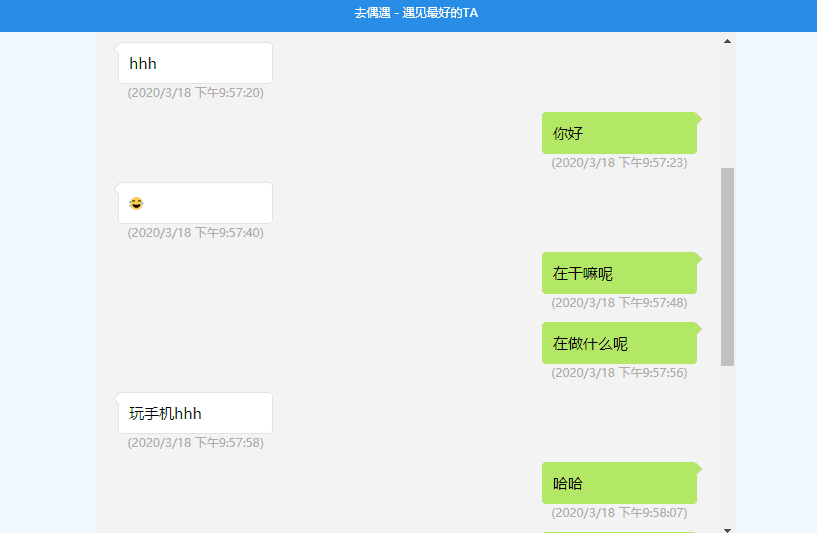 去偶遇 - 遇见最好的TA
hhh
(2020/3/18 下午9:57:20)
你好
(2020/3/18 下午9:57:23)
😂
(2020/3/18 下午9:57:40)
在干嘛呢
(2020/3/18 下午9:57:48)
在做什么呢
(2020/3/18 下午9:57:56)
玩手机hhh
(2020/3/18 下午9:57:58)
哈哈
(2020/3/18 下午9:58:07)